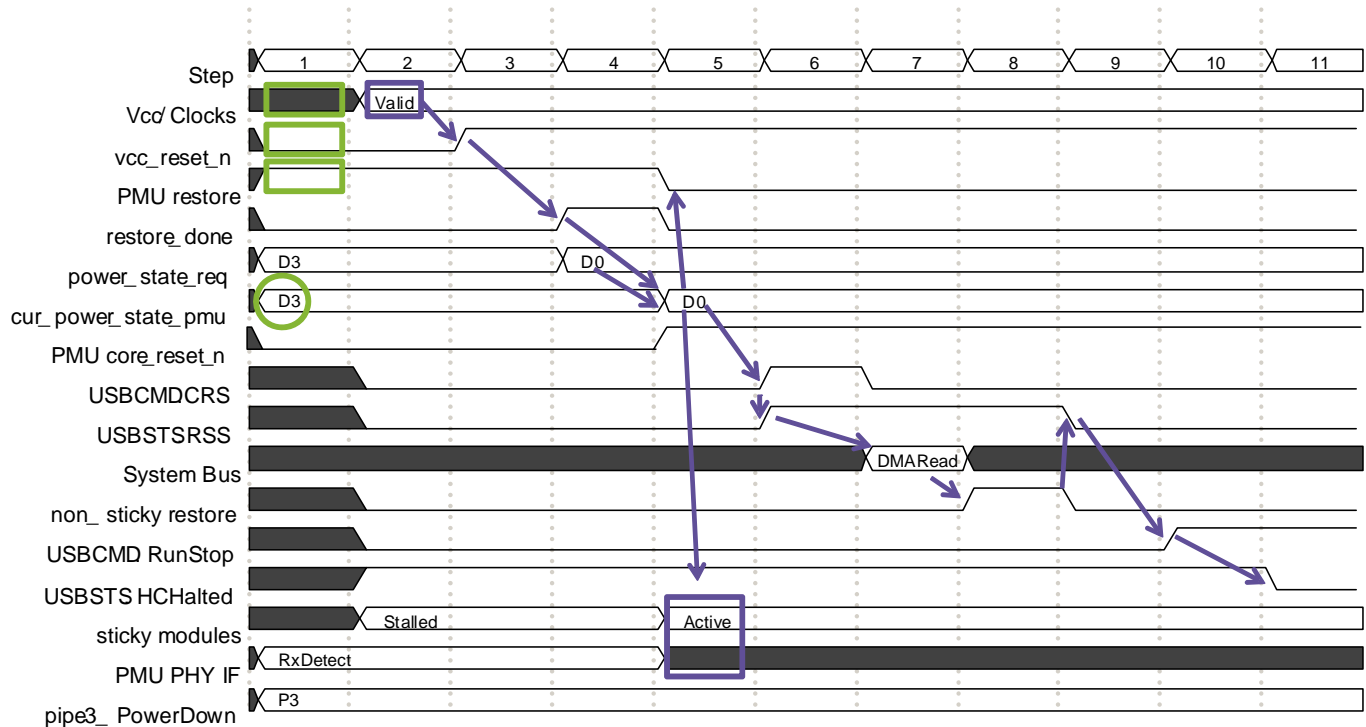 Step 1 2 3 4 5 6 7 8 9 10 11
Vcc/ Clocks Valid
vcc_reset_n
PMU restore
restore_done
power_ state_req D3 D0
cur_ power_state_pmu D3 D0
PMU core_reset_n
USBCMDCRS
USBSTSRSS
System Bus DMARead
non_ sticky restore
USBCMD RunStop
USBSTS HCHalted
sticky modules Stalled Active
PMU PHY IF RxDetect
pipe3_ PowerDown P3